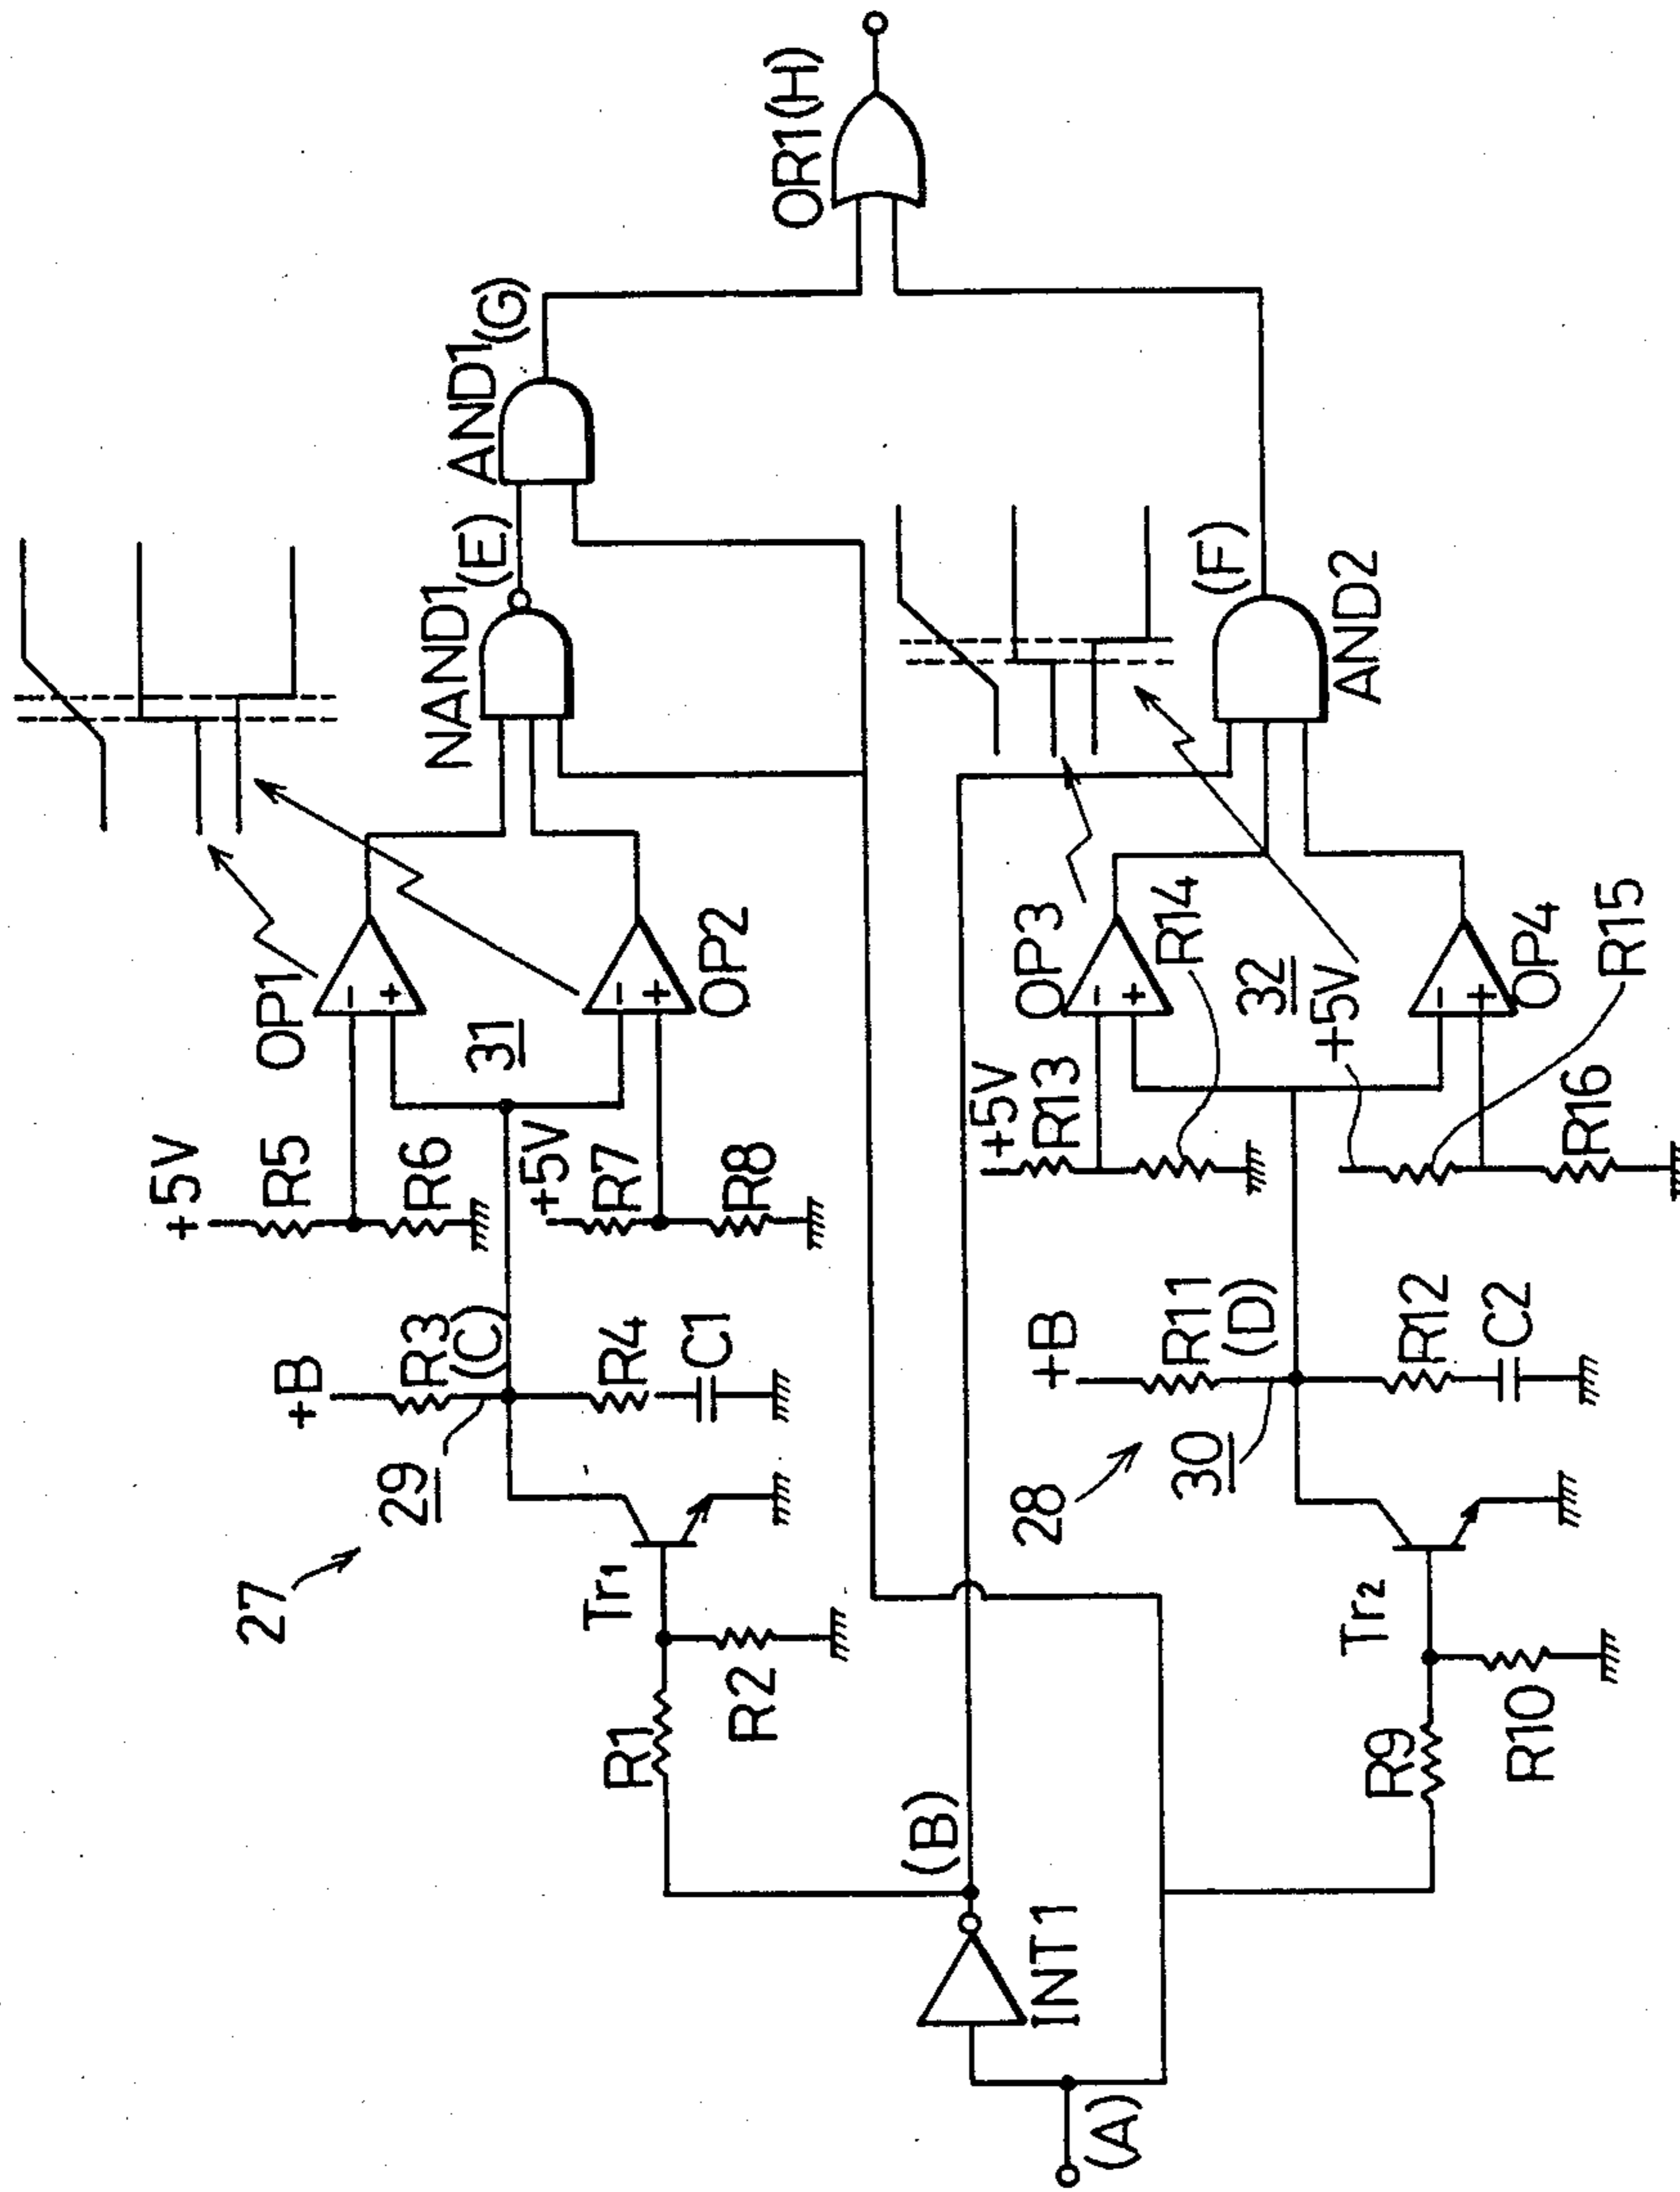 27
29
+B
R3
(C)
R4
C1
Tr1
R1
R2
+5V
R5
R6
+5V
R7
R8
OP1
31
OP2
NAND1
(E)
AND1
(G)
OR1(H)
(A)
INT1
(B)
28
30
+B
R11
(D)
R12
C2
Tr2
R9
R10
+5V
R13
R14
OP3
32
+5V
OP4
R15
R16
(F)
AND2
-
+
-
+
-
+
-
+